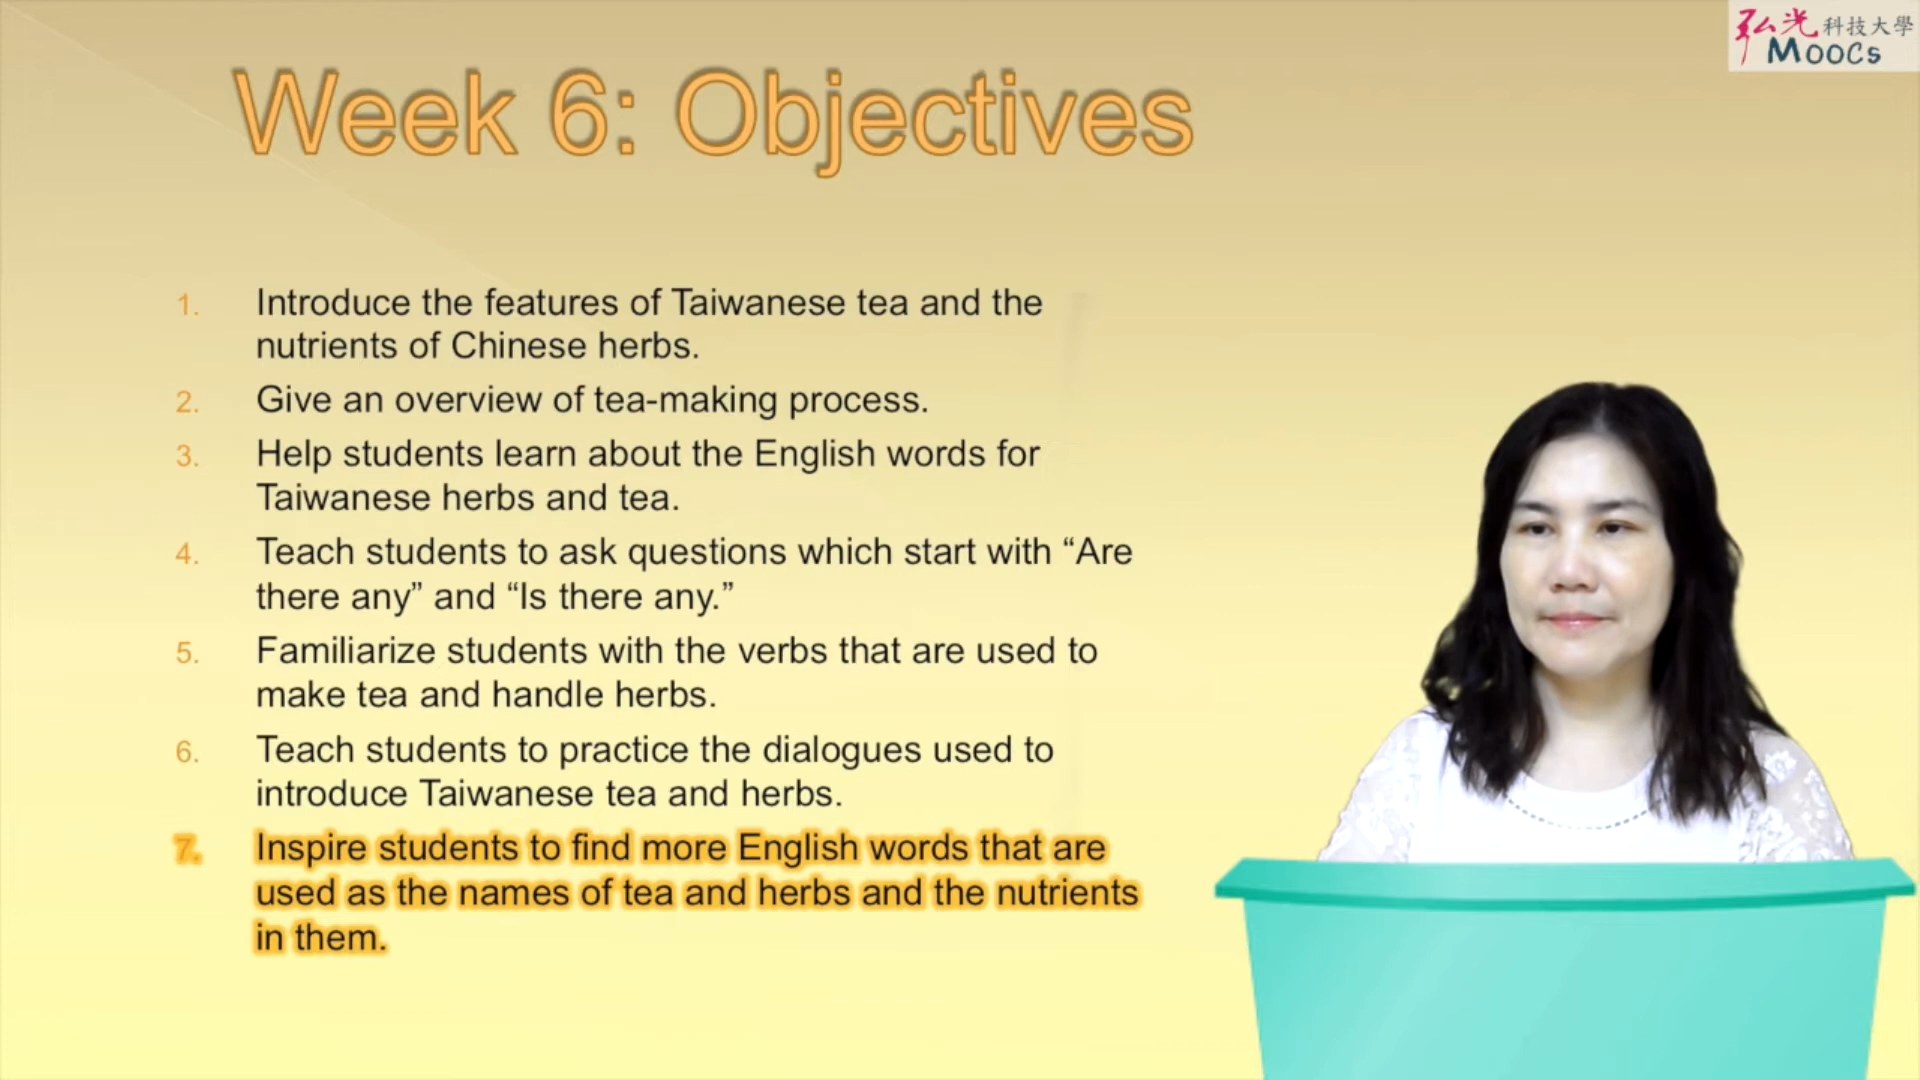 弘光科技大學
MOOCs
Week 6: Objectives
1. Introduce the features of Taiwanese tea and the
nutrients of Chinese herbs.
2. Give an overview of tea-making process.
3. Help students learn about the English words for
Taiwanese herbs and tea.
4. Teach students to ask questions which start with “Are
there any” and “Is there any.”
5. Familiarize students with the verbs that are used to
make tea and handle herbs.
6. Teach students to practice the dialogues used to
introduce Taiwanese tea and herbs.
7. Inspire students to find more English words that are
used as the names of tea and herbs and the nutrients
in them.